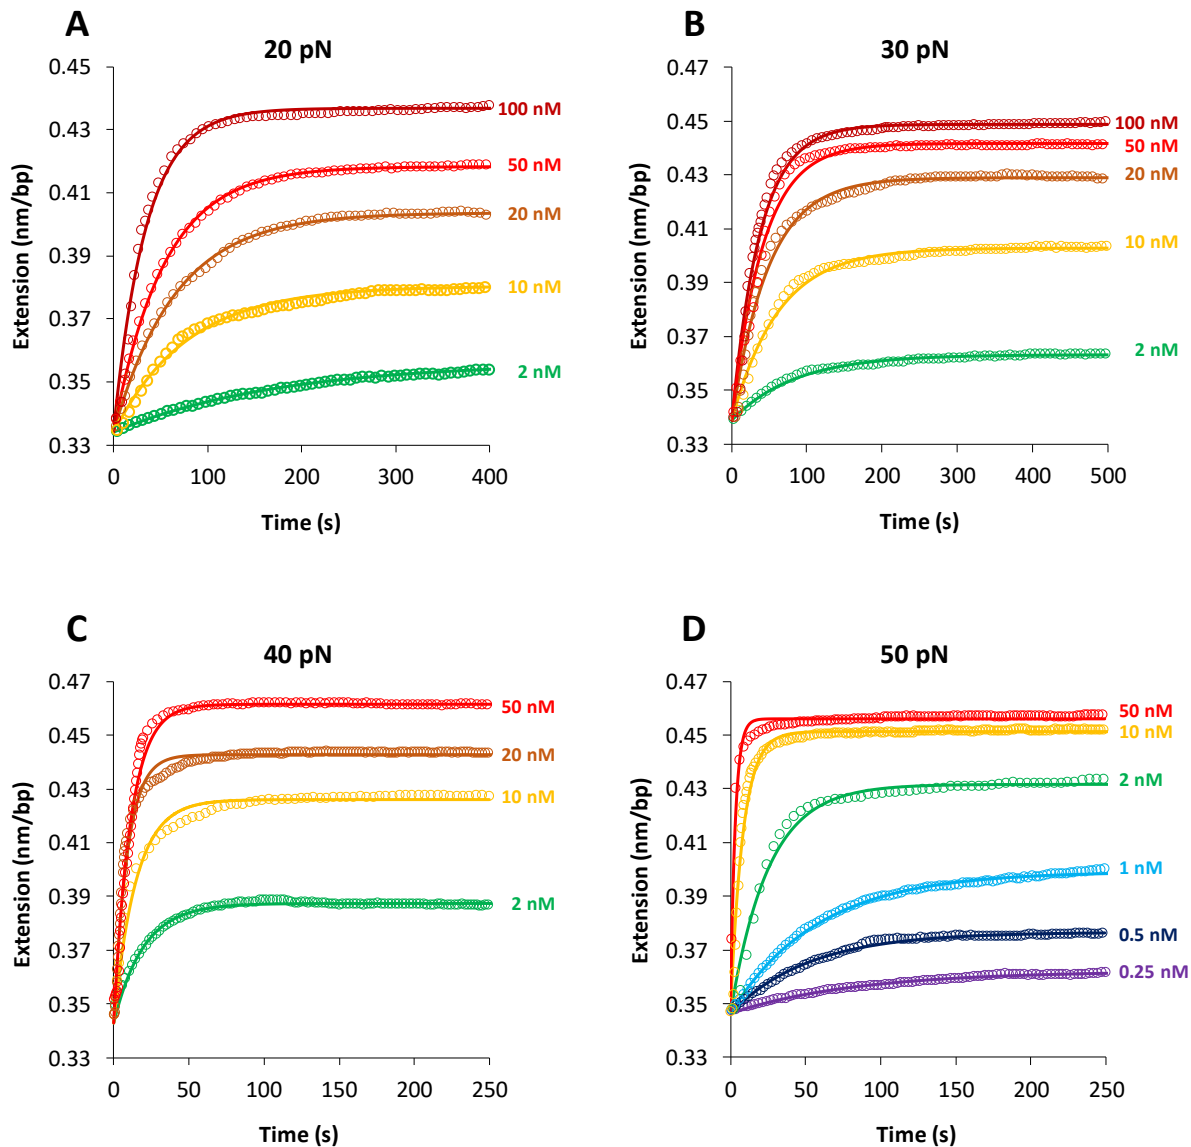 A
20 pN
0.45
0.43
0.41
0.39
0.37
0.35
0.33
Extension (nm/bp)
100 nM
50 nM
20 nM
10 nM
2 nM
0 100 200 300 400
Time (s)
B
30 pN
0.47
0.45
0.43
0.41
0.39
0.37
0.35
0.33
Extension (nm/bp)
100 nM
50 nM
20 nM
10 nM
2 nM
0 100 200 300 400 500
Time (s)
C
40 pN
0.47
0.45
0.43
0.41
0.39
0.37
0.35
0.33
Extension (nm/bp)
50 nM
20 nM
10 nM
2 nM
0 50 100 150 200 250
Time (s)
D
50 pN
0.47
0.45
0.43
0.41
0.39
0.37
0.35
0.33
Extension (nm/bp)
50 nM
10 nM
2 nM
1 nM
0.5 nM
0.25 nM
0 50 100 150 200 250
Time (s)